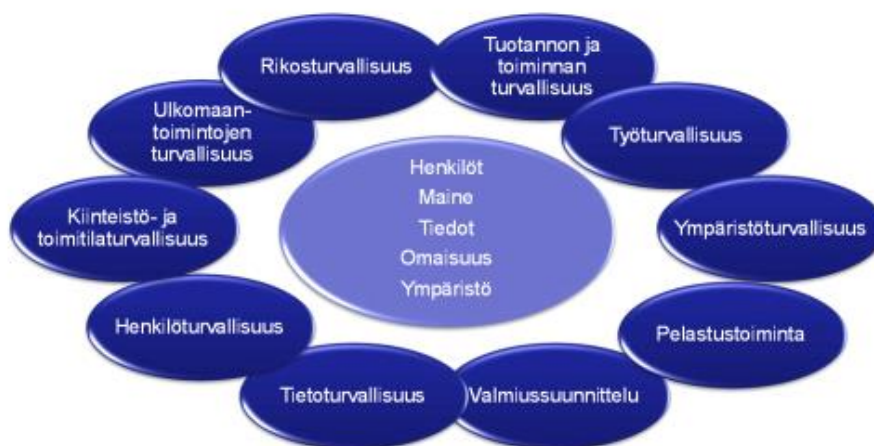 Rikosturvallisuus
Tuotannon ja
toiminnan
turvallisuus
Ulkomaan-
toimintojen
turvallisuus
Työturvallisuus
Henkilöt
Maine
Tiedot
Omaisuus
Ympäristö
Kiinteistö- ja
toimitilaturvallisuus
Ympäristöturvallisuus
Henkilöturvallisuus
Pelastustoiminta
Tietoturvallisuus
Valmiussuunnittelu